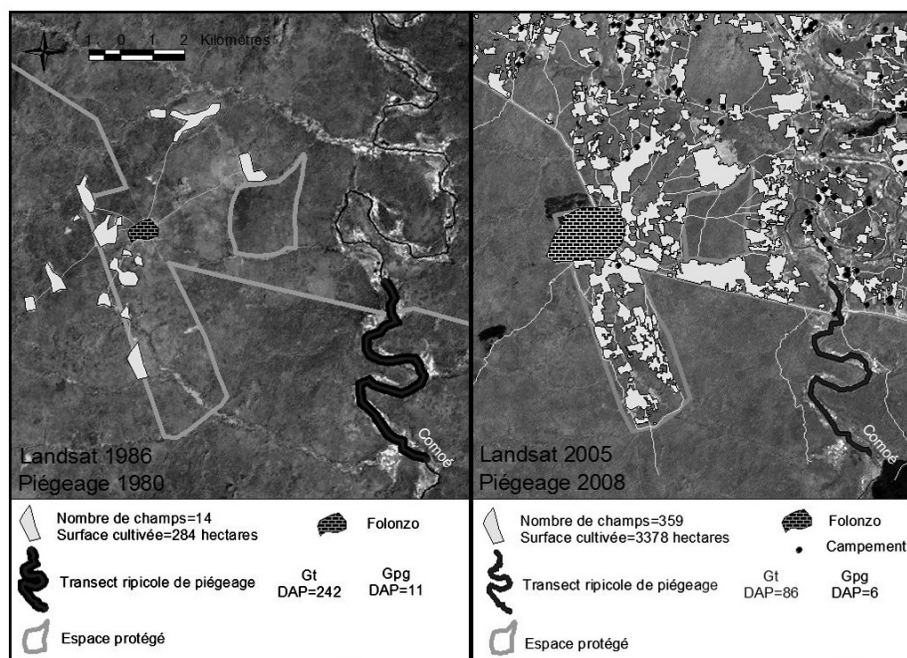 1 0 1 2 Kilomètres
Comoé
Landsat 1986
Piégeage 1980
Nombre de champs=14
Surface cultivée=284 hectares
Folonzo
Transect ripicole de piégeage
Gt
DAP=242
Gpg
DAP=11
Espace protégé
Comoé
Landsat 2005
Piégeage 2008
Nombre de champs=359
Surface cultivée=3378 hectares
Folonzo
Campement
Transect ripicole de piégeage
Gt
DAP=86
Gpg
DAP=6
Espace protégé